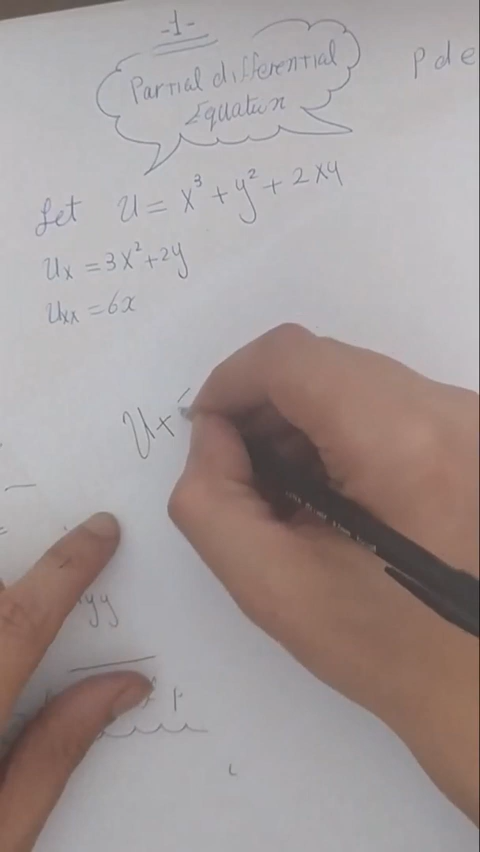 -1-
Partial differential
Equation
Pde
Let u = x³ + y² + 2xy
Ux = 3x² + 2y
Uxx = 6x
Ux =
yy